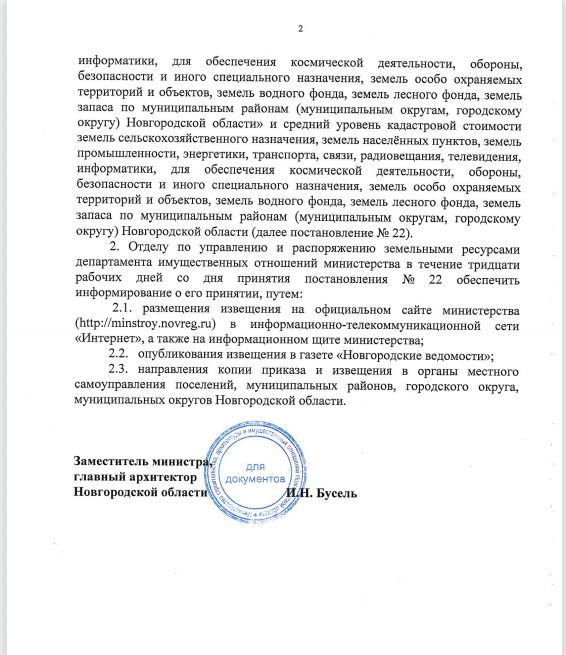 2
информатики, для обеспечения космической деятельности, обороны,
безопасности и иного специального назначения, земель особо охраняемых
территорий и объектов, земель водного фонда, земель лесного фонда, земель
запаса по муниципальным районам (муниципальным округам, городскому
округу) Новгородской области» и средний уровень кадастровой стоимости
земель сельскохозяйственного назначения, земель населённых пунктов, земель
промышленности, энергетики, транспорта, связи, радиовещания, телевидения,
информатики, для обеспечения космической деятельности, обороны,
безопасности и иного специального назначения, земель особо охраняемых
территорий и объектов, земель водного фонда, земель лесного фонда, земель
запаса по муниципальным районам (муниципальным округам, городскому
округу) Новгородской области (далее постановление № 22).
2. Отделу по управлению и распоряжению земельными ресурсами
департамента имущественных отношений министерства в течение тридцати
рабочих дней со дня принятия постановления № 22 обеспечить
информирование о его принятии, путем:
2.1. размещения извещения на официальном сайте министерства
(http://minstroy.novreg.ru) в информационно-телекоммуникационной сети
«Интернет», а также на информационном щите министерства;
2.2. опубликования извещения в газете «Новгородские ведомости»;
2.3. направления копии приказа и извещения в органы местного
самоуправления поселений, муниципальных районов, городского округа,
муниципальных округов Новгородской области.
Заместитель министра,
главный архитектор
Новгородской области И.Н. Бусель
для
документов